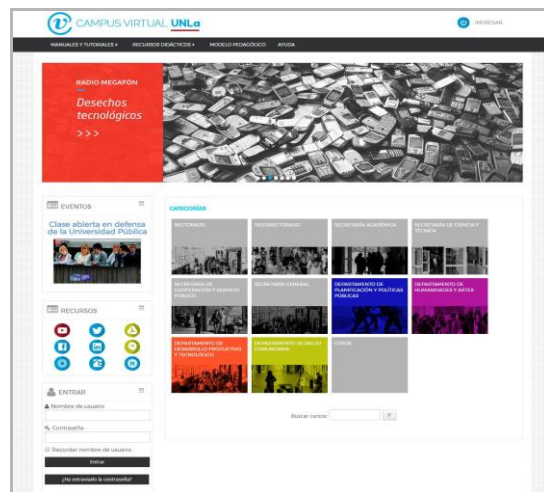 CAMPUS VIRTUAL UNLa
INGRESAR
MANUALES Y TUTORIALES
RECURSOS DIDÁCTICOS
MODELO PEDAGÓGICO
AYUDA
RADIO MEGAFÓN
Desechos
tecnológicos
>>>
EVENTOS
Clase abierta en defensa
de la Universidad Pública
RECURSOS
ENTRAR
Nombre de usuario
Contraseña
Recordar nombre de usuario
Entrar
¿Ha extraviado la contraseña?
CATEGORÍAS
RECTORADO
VICERRECTORADO
SECRETARÍA ACADÉMICA
SECRETARÍA DE CIENCIA Y
TÉCNICA
SECRETARÍA DE
COOPERACIÓN Y SERVICIO
PÚBLICO
SECRETARÍA GENERAL
DEPARTAMENTO DE
PLANIFICACIÓN Y POLÍTICAS
PÚBLICAS
DEPARTAMENTO DE
HUMANIDADES Y ARTES
DEPARTAMENTO DE
DESARROLLO PRODUCTIVO
Y TECNOLÓGICO
DEPARTAMENTO DE SALUD
COMUNITARIA
OTROS
Buscar cursos: